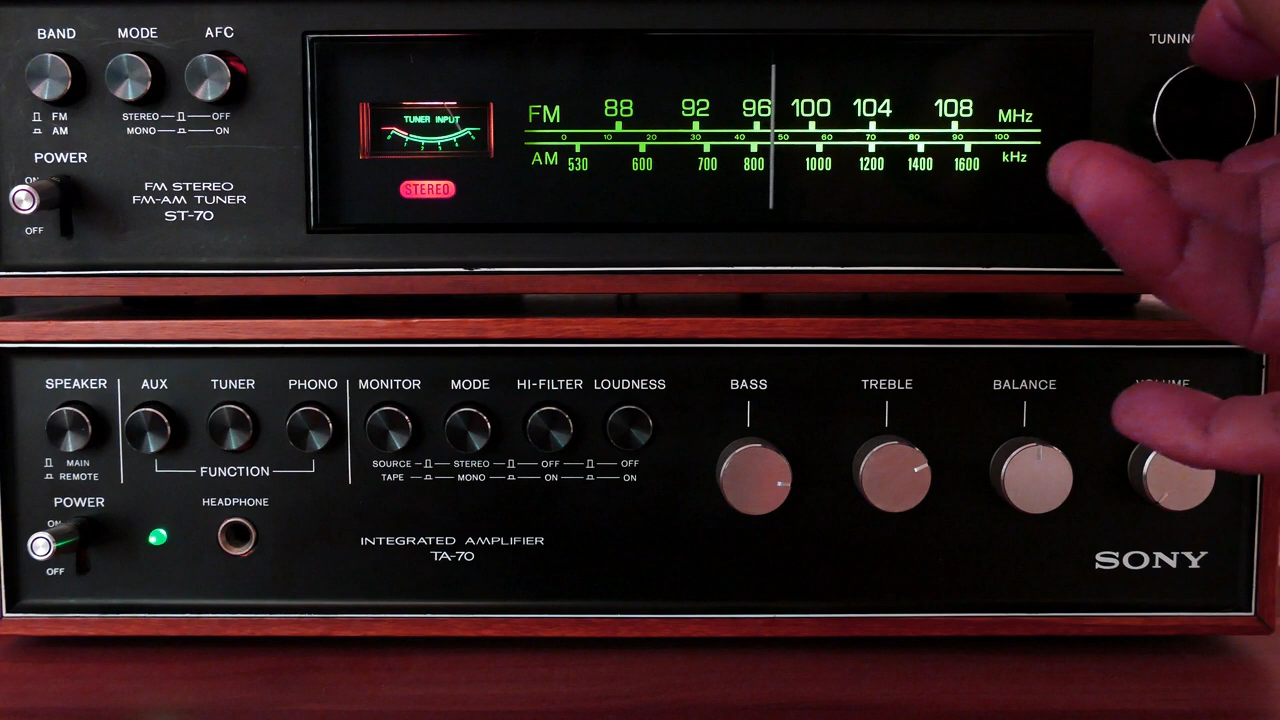 BAND MODE AFC
TUNING
FM
AM
STEREO OFF
MONO ON
POWER
ON
OFF
FM STEREO
FM-AM TUNER
ST-70
TUNER INPUT
STEREO
FM 88 92 96 100 104 108 MHz
0 10 20 30 40 50 60 70 80 90 100
AM 530 600 700 800 1000 1200 1400 1600 kHz
SPEAKER AUX TUNER PHONO MONITOR MODE HI-FILTER LOUDNESS BASS TREBLE BALANCE VOLUME
MAIN
REMOTE
FUNCTION
SOURCE STEREO OFF OFF
TAPE MONO ON ON
POWER
ON
OFF
HEADPHONE
INTEGRATED AMPLIFIER
TA-70
SONY